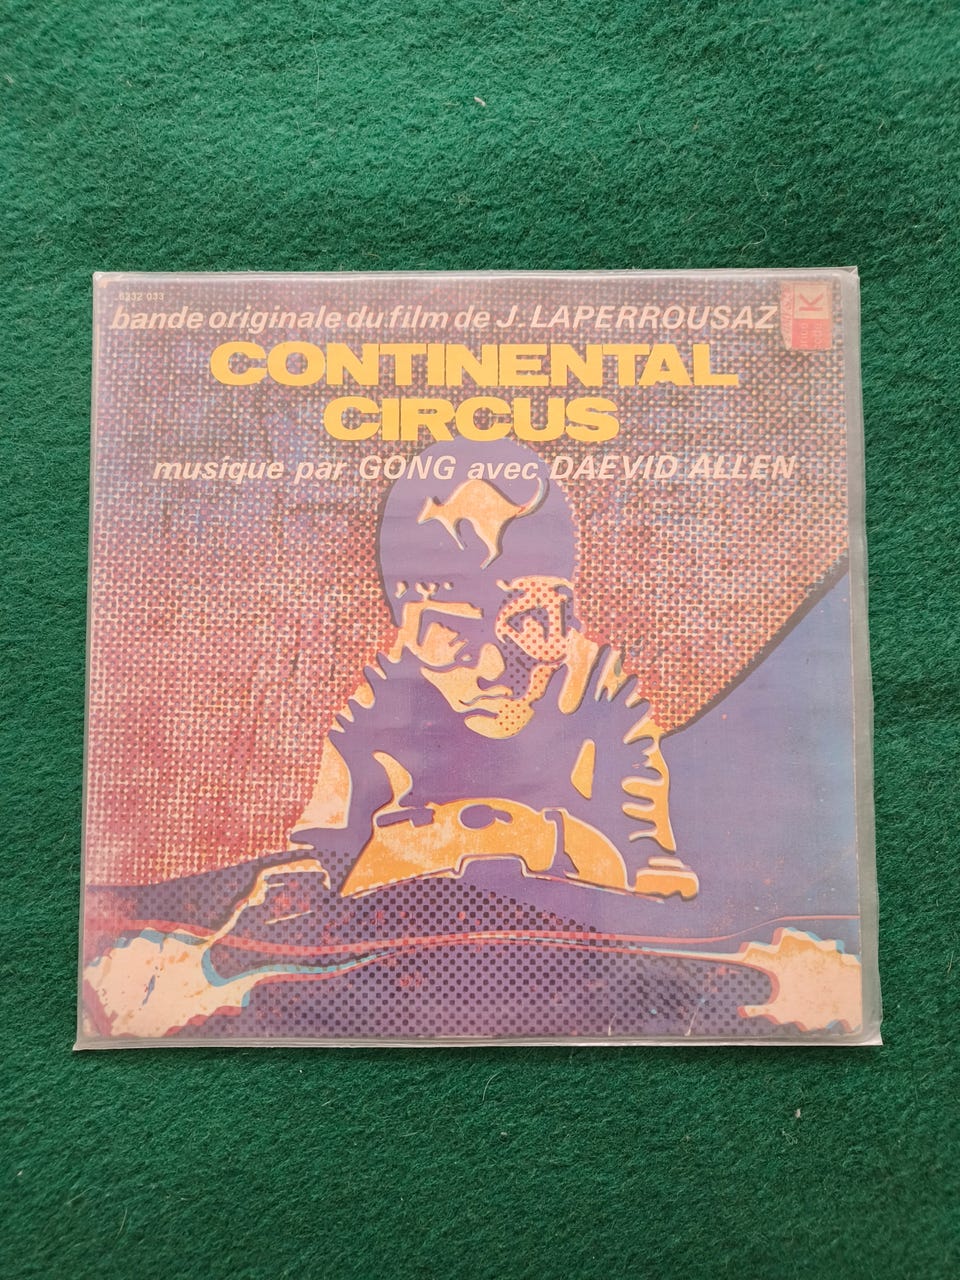 6332 033
bande originale du film de J. LAPERROUSAZ
CONTINENTAL
CIRCUS
musique par GONG avec DAEVID ALLEN
K